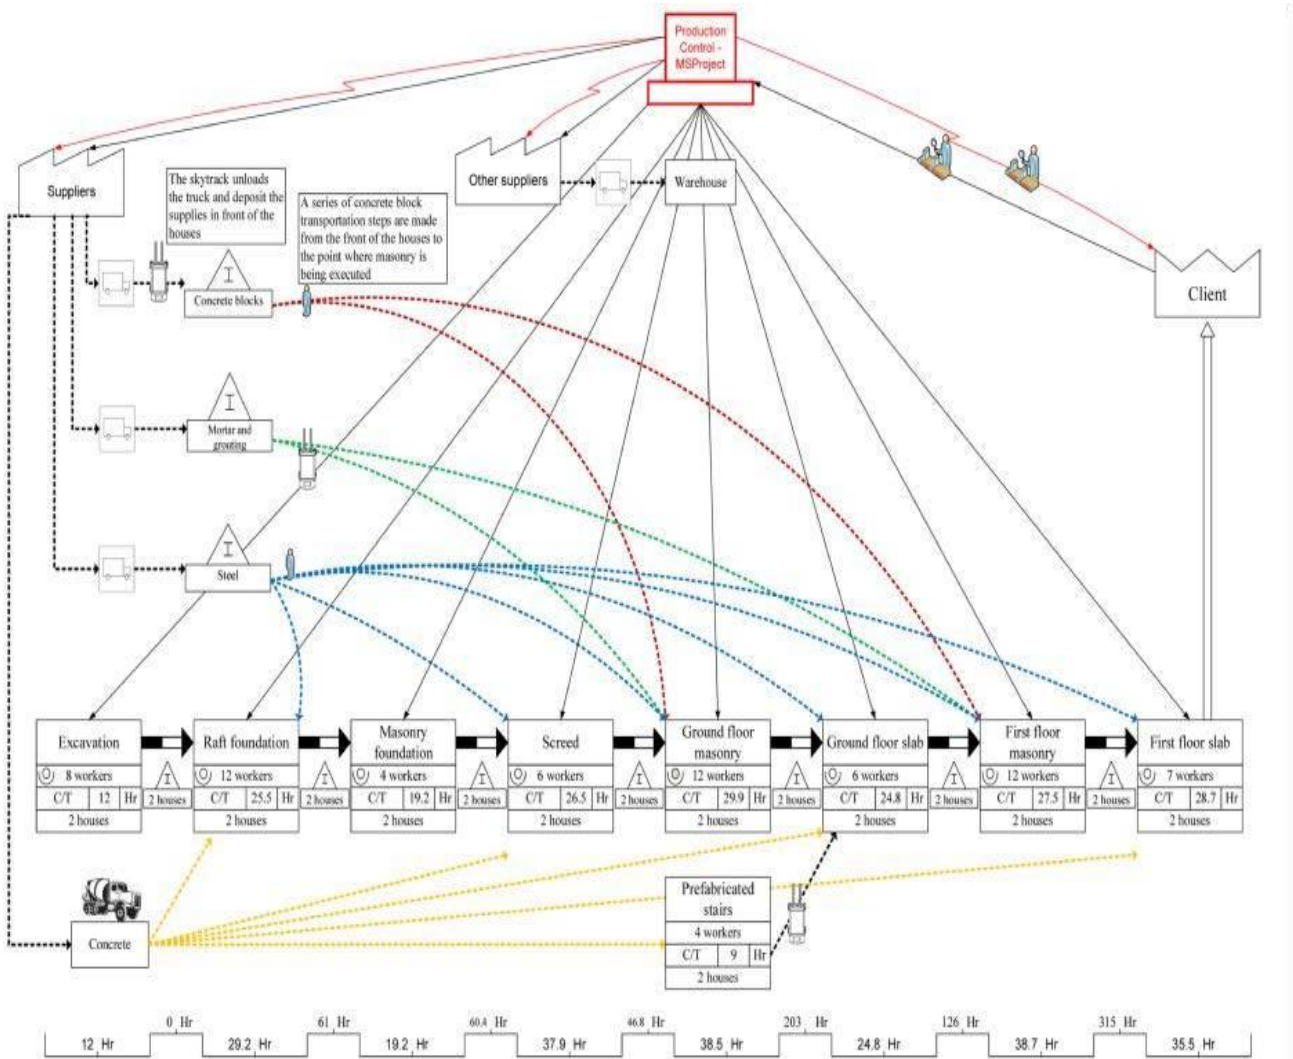 Production
Control -
MSProject
Suppliers
The skytrack unloads
the truck and deposit the
supplies in front of the
houses
A series of concrete block
transportation steps are made
from the front of the houses to
the point where masonry is
being executed
Other suppliers
Warehouse
Client
I
Concrete blocks
I
Mortar and
grouting
I
Steel
Excavation
8 workers
C/T 12 Hr
2 houses
I
2 houses
Raft foundation
12 workers
C/T 25.5 Hr
2 houses
I
2 houses
Masonry
foundation
4 workers
C/T 19.2 Hr
2 houses
I
2 houses
Screed
6 workers
C/T 26.5 Hr
2 houses
I
2 houses
Ground floor
masonry
12 workers
C/T 29.9 Hr
2 houses
I
2 houses
Ground floor slab
6 workers
C/T 24.8 Hr
2 houses
I
2 houses
First floor
masonry
12 workers
C/T 27.5 Hr
2 houses
I
2 houses
First floor slab
7 workers
C/T 28.7 Hr
2 houses
Concrete
Prefabricated
stairs
4 workers
C/T 9 Hr
2 houses
0 Hr 61 Hr 60.4 Hr 46.8 Hr 203 Hr 126 Hr 315 Hr
12 Hr 29.2 Hr 19.2 Hr 37.9 Hr 38.5 Hr 24.8 Hr 38.7 Hr 35.5 Hr